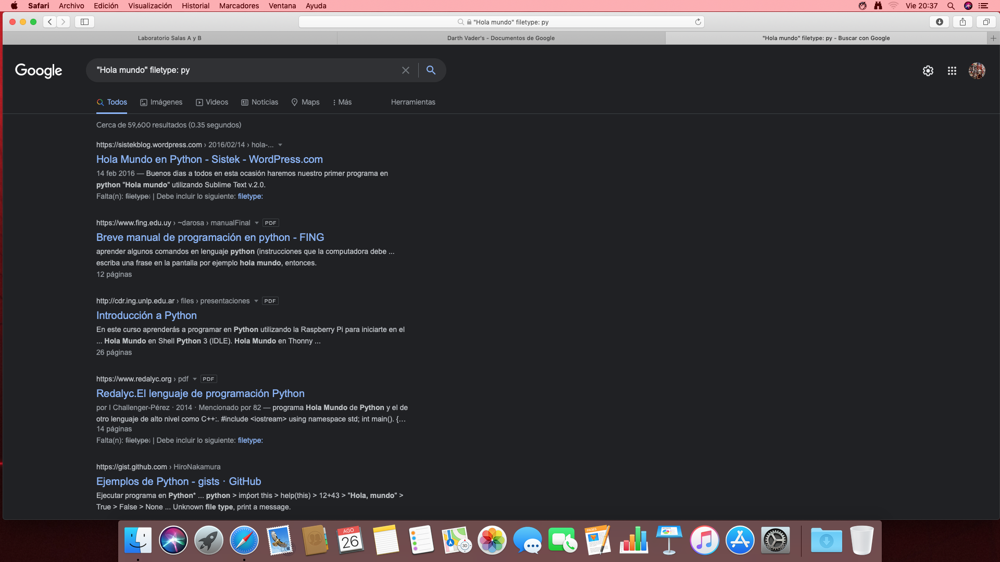 Safari Archivo Edición Visualización Historial Marcadores Ventana Ayuda Vie 20:37
"Hola mundo" filetype: py
Laboratorio Salas A y B Darth Vader's - Documentos de Google "Hola mundo" filetype: py - Buscar con Google
Google "Hola mundo" filetype: py
Todos Imágenes Videos Noticias Maps Más Herramientas
Cerca de 59,600 resultados (0.35 segundos)
https://sistekblog.wordpress.com › 2016/02/14 › hola-...
Hola Mundo en Python - Sistek - WordPress.com
14 feb 2016 — Buenos dias a todos en esta ocasión haremos nuestro primer programa en
python "Hola mundo" utilizando Sublime Text v.2.0.
Falta(n): filetype: | Debe incluir lo siguiente: filetype:
https://www.fing.edu.uy › ~darosa › manualFinal PDF
Breve manual de programación en python - FING
aprender algunos comandos en lenguaje python (instrucciones que la computadora debe ...
escriba una frase en la pantalla por ejemplo hola mundo, entonces.
12 páginas
http://cdr.ing.unlp.edu.ar › files › presentaciones PDF
Introducción a Python
En este curso aprenderás a programar en Python utilizando la Raspberry Pi para iniciarte en el
... Hola Mundo en Shell Python 3 (IDLE). Hola Mundo en Thonny ...
26 páginas
https://www.redalyc.org › pdf PDF
Redalyc.El lenguaje de programación Python
por I Challenger-Pérez · 2014 · Mencionado por 82 — programa Hola Mundo de Python y el de
otro lenguaje de alto nivel como C++:. #include <iostream> using namespace std; int main(). {...
14 páginas
Falta(n): filetype: | Debe incluir lo siguiente: filetype:
https://gist.github.com › HiroNakamura
Ejemplos de Python - gists · GitHub
Ejecutar programa en Python* ... python > imṕort this > help(this) > 12+43 > "Hola, mundo" >
True > False > None ... Unknown file type, print a message.
AGO
26
3D
PAGES